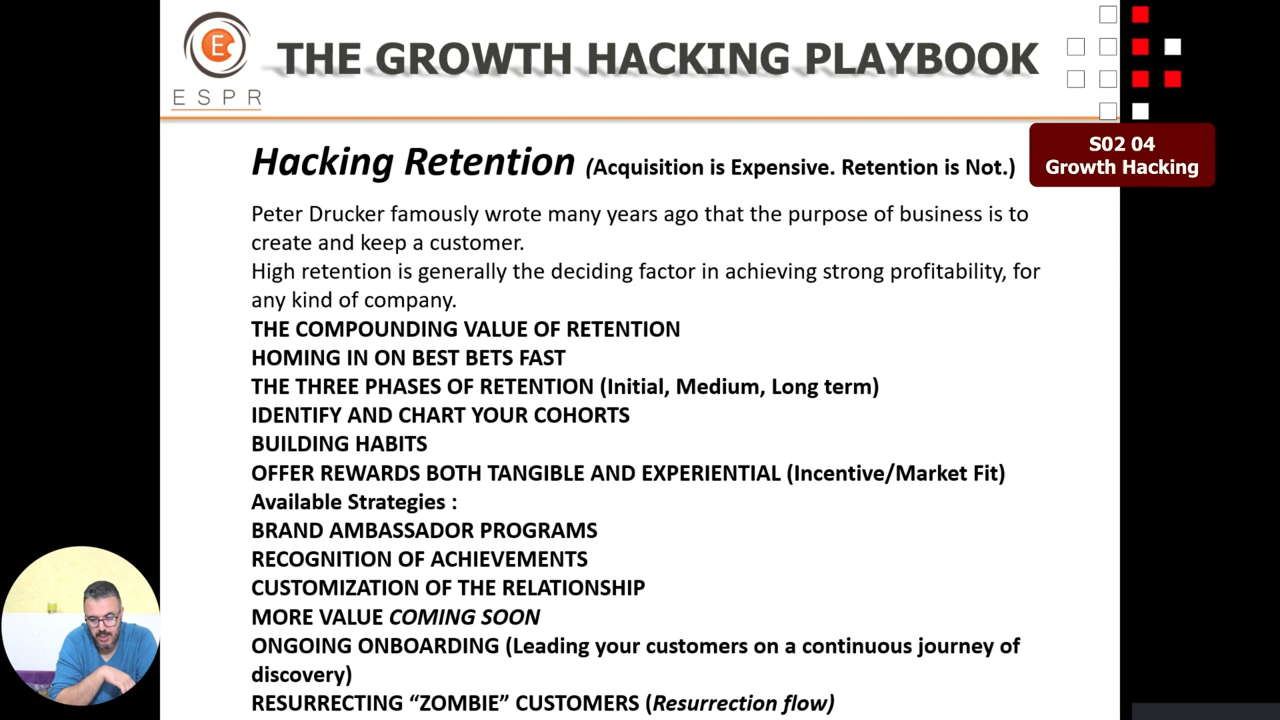 E
ESPR
THE GROWTH HACKING PLAYBOOK
S02 04
Growth Hacking
Hacking Retention (Acquisition is Expensive. Retention is Not.)
Peter Drucker famously wrote many years ago that the purpose of business is to
create and keep a customer.
High retention is generally the deciding factor in achieving strong profitability, for
any kind of company.
THE COMPOUNDING VALUE OF RETENTION
HOMING IN ON BEST BETS FAST
THE THREE PHASES OF RETENTION (Initial, Medium, Long term)
IDENTIFY AND CHART YOUR COHORTS
BUILDING HABITS
OFFER REWARDS BOTH TANGIBLE AND EXPERIENTIAL (Incentive/Market Fit)
Available Strategies :
BRAND AMBASSADOR PROGRAMS
RECOGNITION OF ACHIEVEMENTS
CUSTOMIZATION OF THE RELATIONSHIP
MORE VALUE COMING SOON
ONGOING ONBOARDING (Leading your customers on a continuous journey of
discovery)
RESURRECTING “ZOMBIE” CUSTOMERS (Resurrection flow)